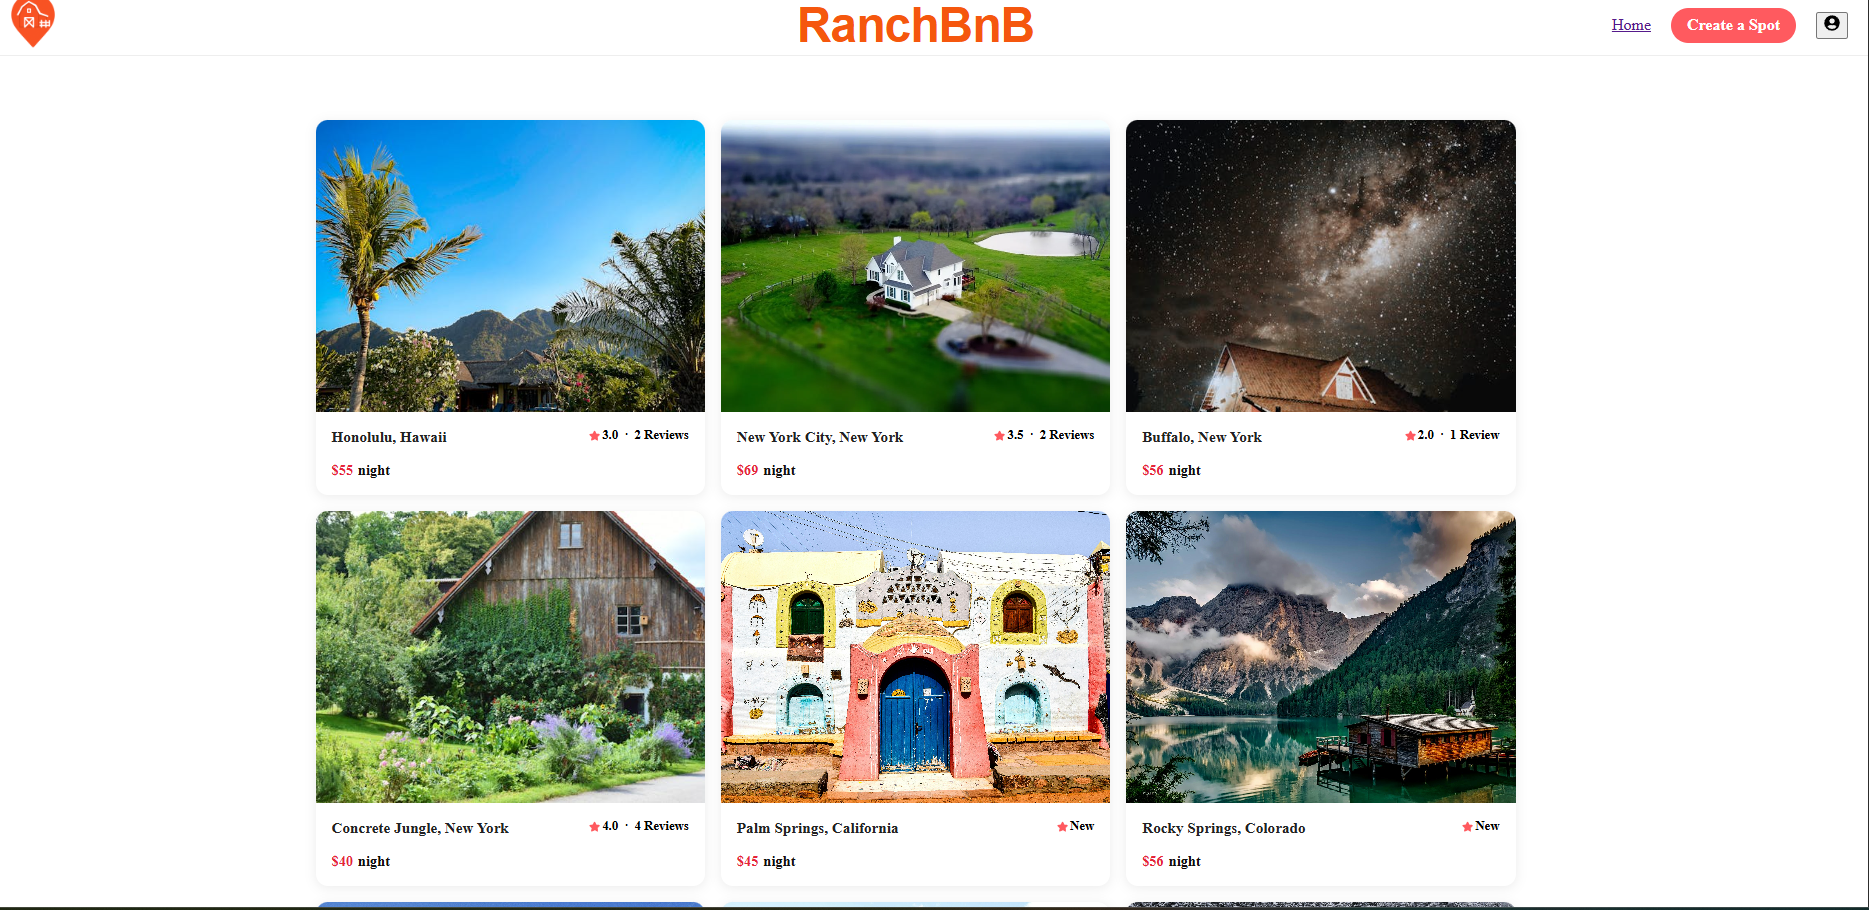 RanchBnB
Home
Create a Spot
Honolulu, Hawaii
3.0 · 2 Reviews
$55 night
New York City, New York
3.5 · 2 Reviews
$69 night
Buffalo, New York
2.0 · 1 Review
$56 night
Concrete Jungle, New York
4.0 · 4 Reviews
$40 night
Palm Springs, California
New
$45 night
Rocky Springs, Colorado
New
$56 night